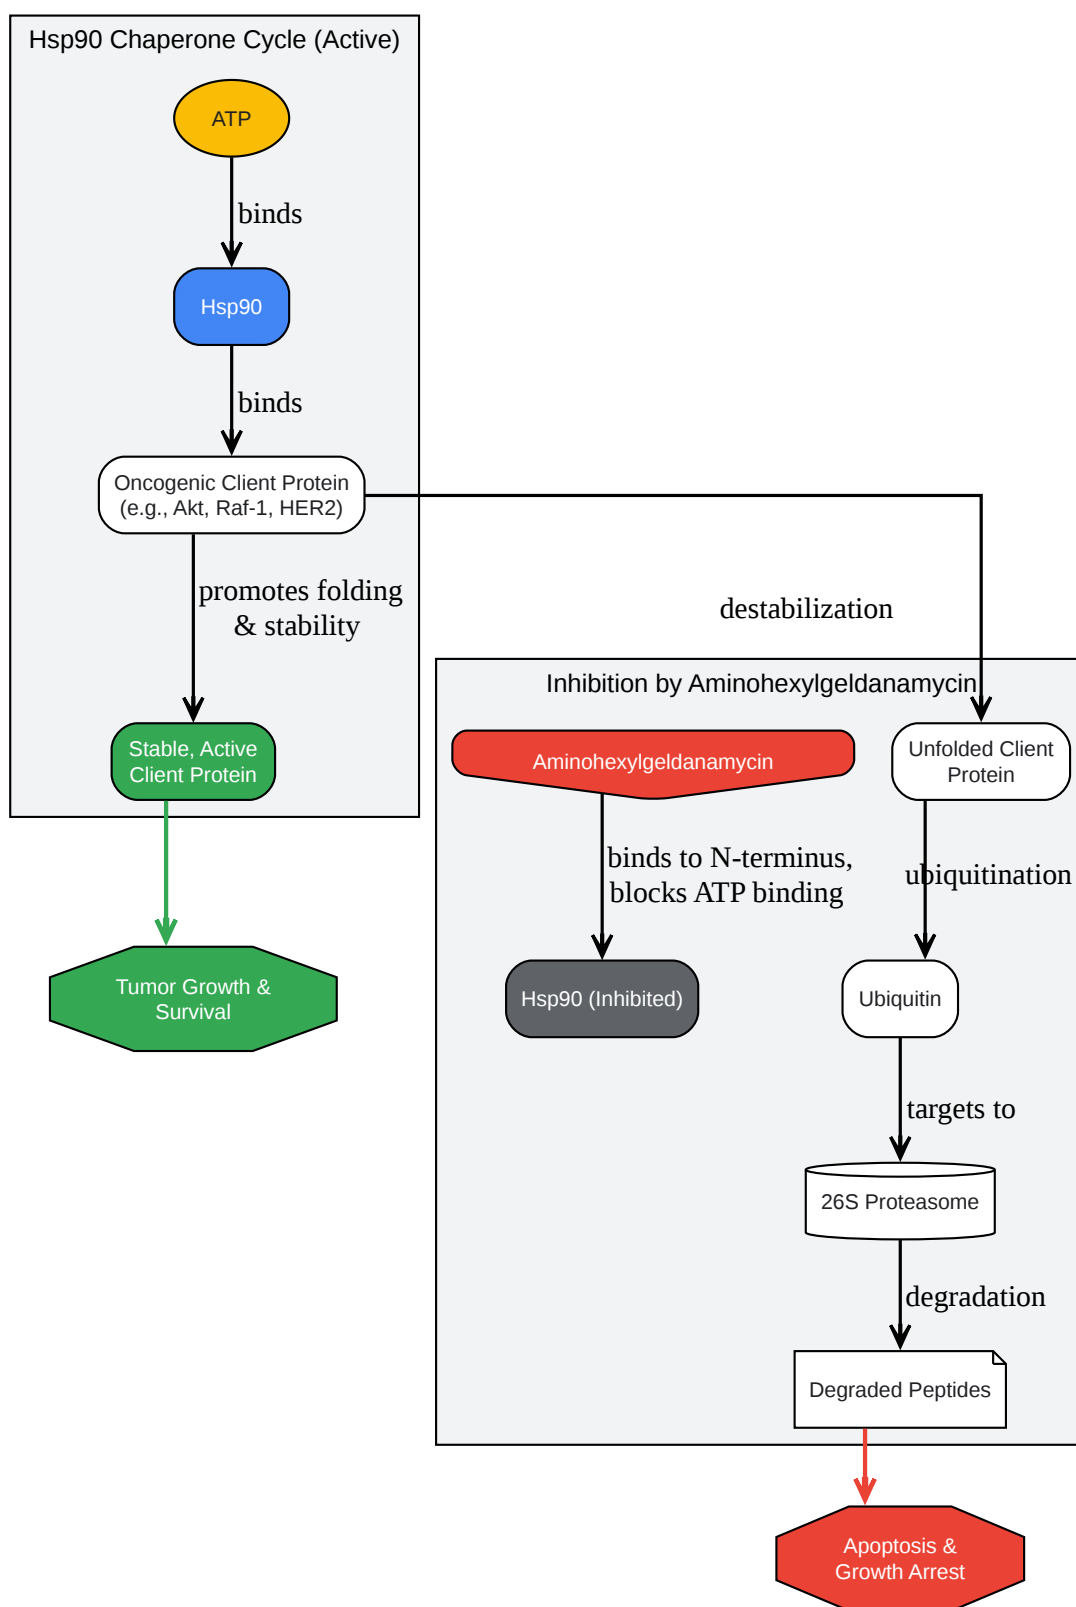 Hsp90 Chaperone Cycle (Active)
ATP
binds
Hsp90
binds
Oncogenic Client Protein
(e.g., Akt, Raf-1, HER2)
promotes folding
& stability
destabilization
Stable, Active
Client Protein
Tumor Growth &
Survival
Inhibition by Aminohexylgeldanamycin
Aminohexylgeldanamycin
binds to N-terminus,
blocks ATP binding
Hsp90 (Inhibited)
Unfolded Client
Protein
ubiquitination
Ubiquitin
targets to
26S Proteasome
degradation
Degraded Peptides
Apoptosis &
Growth Arrest